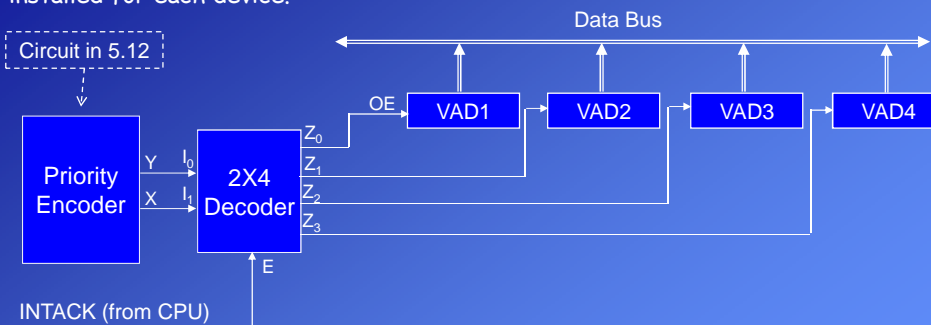 Data Bus
Circuit in 5.12
OE
VAD1
VAD2
VAD3
VAD4
Priority
Encoder
Y
X
I0
I1
2X4
Decoder
Z0
Z1
Z2
Z3
E
INTACK (from CPU)